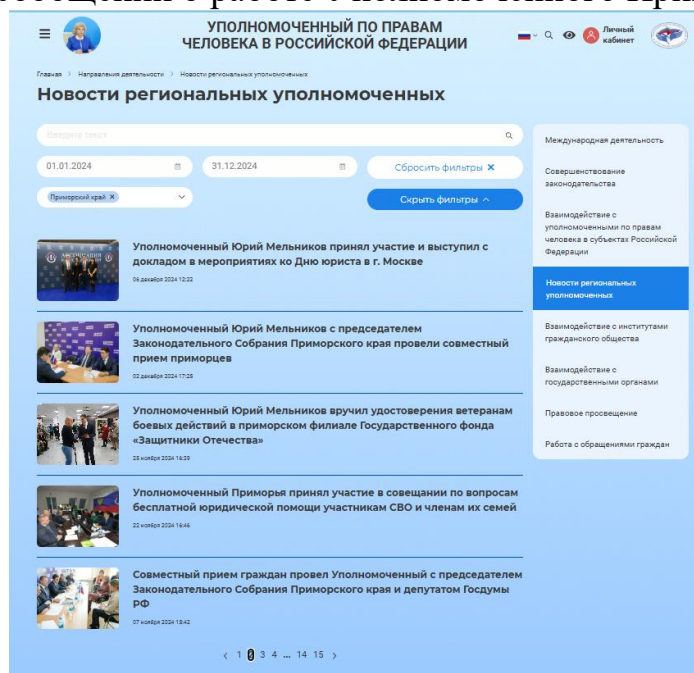 УПОЛНОМОЧЕННЫЙ ПО ПРАВАМ
ЧЕЛОВЕКА В РОССИЙСКОЙ ФЕДЕРАЦИИ
Личный
кабинет
Главная > Направления деятельности > Новости региональных уполномоченных
Новости региональных уполномоченных
Введите текст
01.01.2024
31.12.2024
Сбросить фильтры ✕
Приморский край ✕
Скрыть фильтры ^
Уполномоченный Юрий Мельников принял участие и выступил с
докладом в мероприятиях ко Дню юриста в г. Москве
06 декабря 2024 12:22
Уполномоченный Юрий Мельников с председателем
Законодательного Собрания Приморского края провели совместный
прием приморцев
02 декабря 2024 17:25
Уполномоченный Юрий Мельников вручил удостоверения ветеранам
боевых действий в приморском филиале Государственного фонда
«Защитники Отечества»
25 ноября 2024 16:39
Уполномоченный Приморья принял участие в совещании по вопросам
бесплатной юридической помощи участникам СВО и членам их семей
22 ноября 2024 16:46
Совместный прием граждан провел Уполномоченный с председателем
Законодательного Собрания Приморского края и депутатом Госдумы
РФ
07 ноября 2024 15:42
< 1 2 3 4 ... 14 15 >
Международная деятельность
Совершенствование
законодательства
Взаимодействие с
уполномоченными по правам
человека в субъектах Российской
Федерации
Новости региональных
уполномоченных
Взаимодействие с институтами
гражданского общества
Взаимодействие с
государственными органами
Правовое просвещение
Работа с обращениями граждан